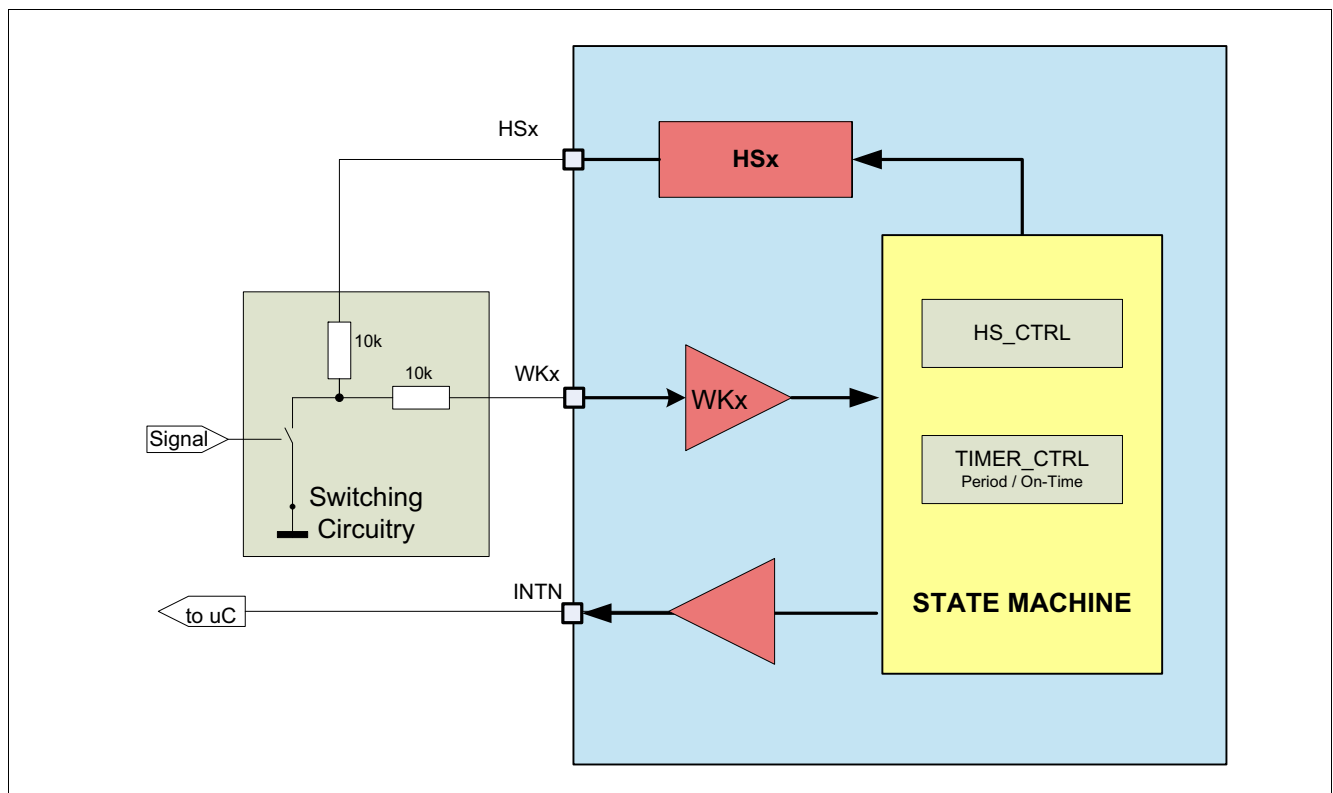 HSx
HSx
10k
10k
WKx
WKx
HS_CTRL
Signal
TIMER_CTRL
Period / On-Time
Switching
Circuitry
INTN
to uC
STATE MACHINE